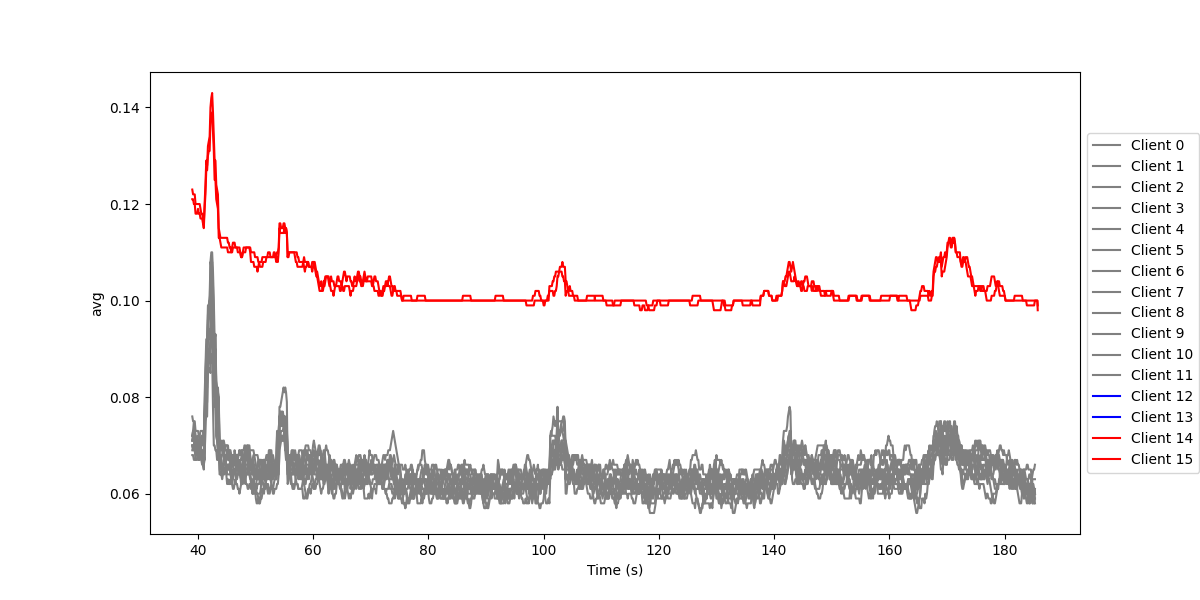 0.14
0.12
0.10
0.08
0.06
avg
40 60 80 100 120 140 160 180
Time (s)
Client 0
Client 1
Client 2
Client 3
Client 4
Client 5
Client 6
Client 7
Client 8
Client 9
Client 10
Client 11
Client 12
Client 13
Client 14
Client 15